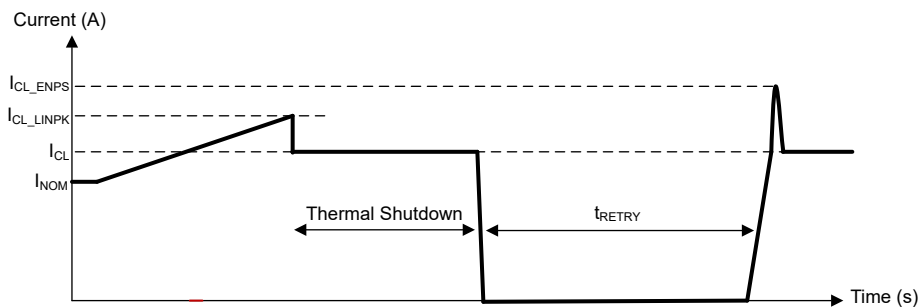 Current (A)
I_CL_ENPS
I_CL_LINPK
I_CL
I_NOM
Thermal Shutdown
t_RETRY
Time (s)